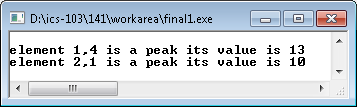 D:\ics-103\141\workarea\final1.exe
element 1,4 is a peak its value is 13
element 2,1 is a peak its value is 10